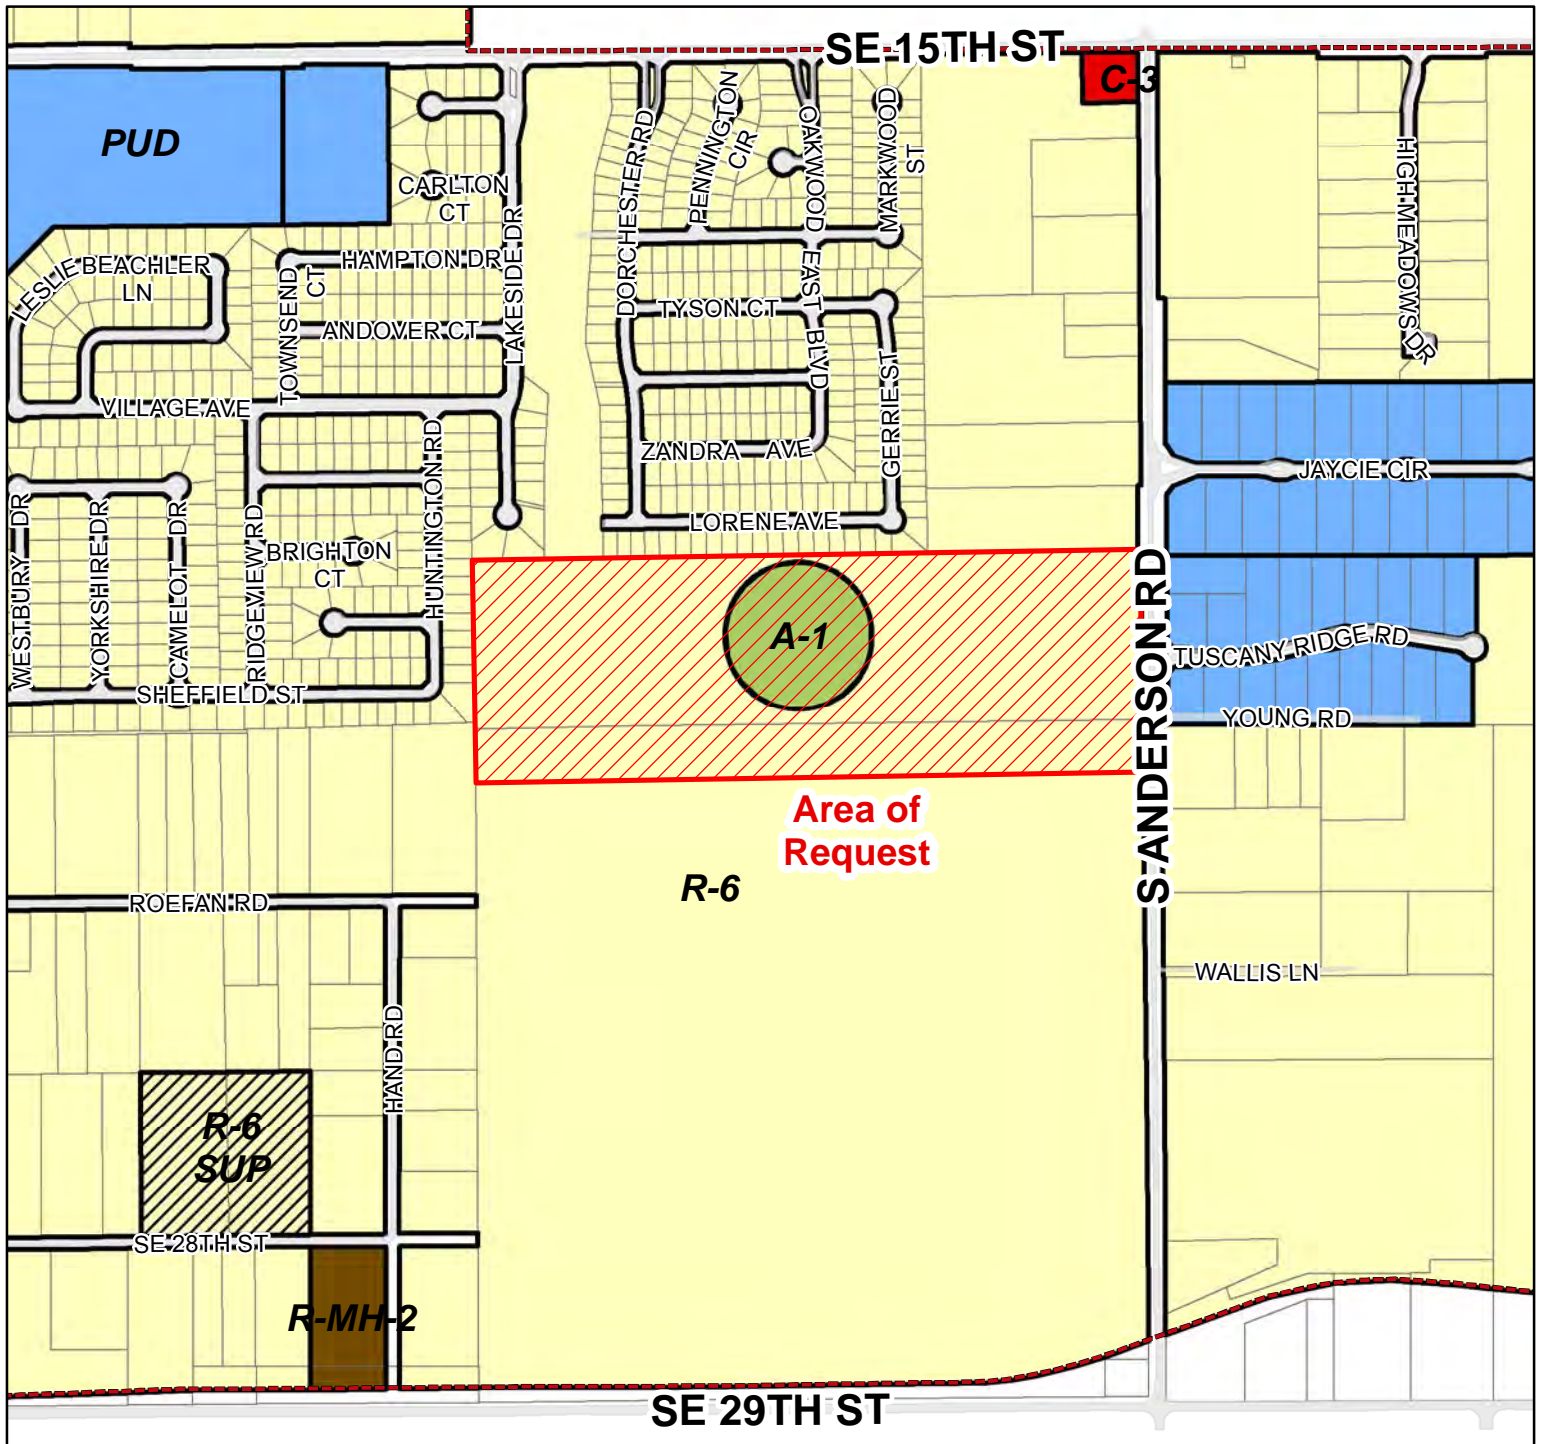 SE 15TH ST
C-3
PUD
CARLTON
CT
LAKESIDE DR
DORCHESTER RD
PENNINGTON
CIR
OAKWOOD EAST BLVD
MARKWOOD
ST
HIGH MEADOWS DR
LESLIE
BEACHLER
LN
TOWNSEND
CT
HAMPTON DR
ANDOVER CT
TYSON CT
GERRIE ST
VILLAGE AVE
HUNTINGTON RD
ZANDRA AVE
LORENE AVE
JAYCIE CIR
WESTBURY DR
YORKSHIRE DR
CAMELOT DR
RIDGEVIEW RD
BRIGHTON
CT
SHEFFIELD ST
A-1
S ANDERSON RD
TUSCANY RIDGE RD
YOUNG RD
Area of
Request
R-6
ROEFAN RD
HAND RD
WALLIS LN
R-6
SUP
SE 28TH ST
R-MH-2
SE 29TH ST